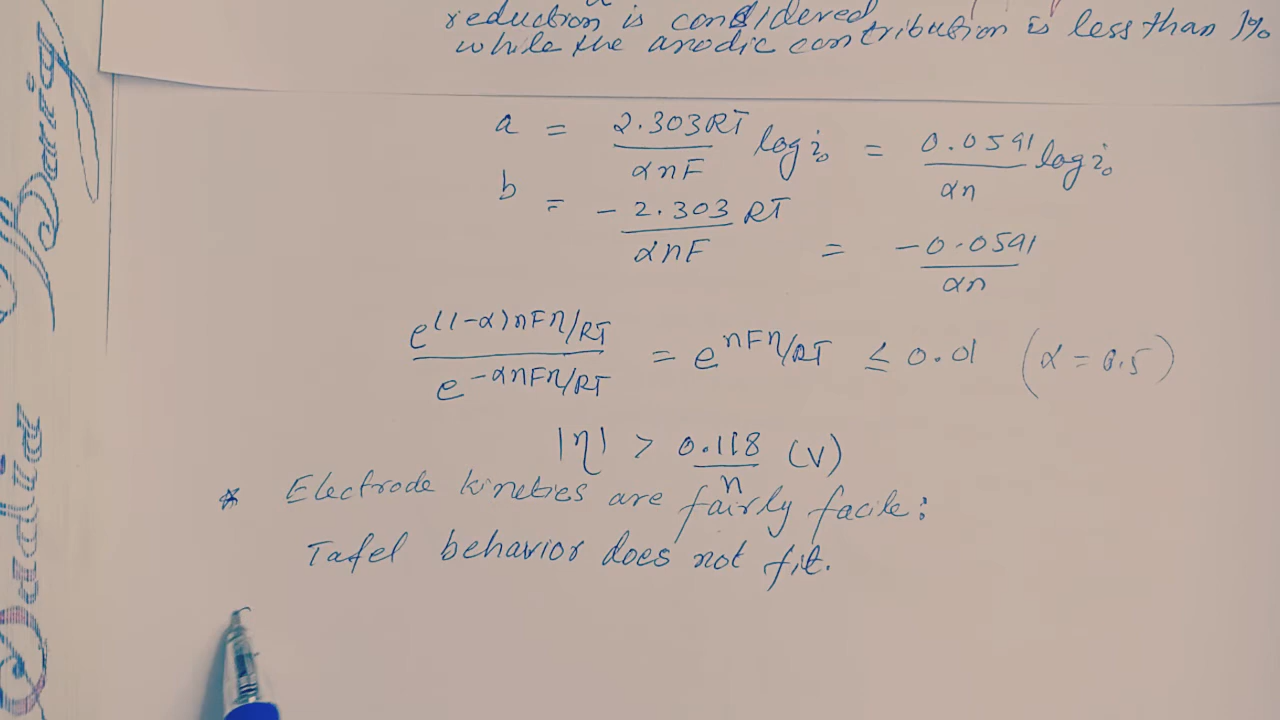 reduction is considered
while the anodic contribution is less than 1%
a = 2.303RT/αnF log i₀ = 0.0591/αn log i₀
b = - 2.303 RT/αnF = -0.0591/αn
e^((1-α)nFη/RT) / e^(-αnFη/RT) = e^(nFη/RT) ≤ 0.01 (α = 0.5)
|η| > 0.118/n (V)
* Electrode kinetics are fairly facile:
Tafel behavior does not fit.